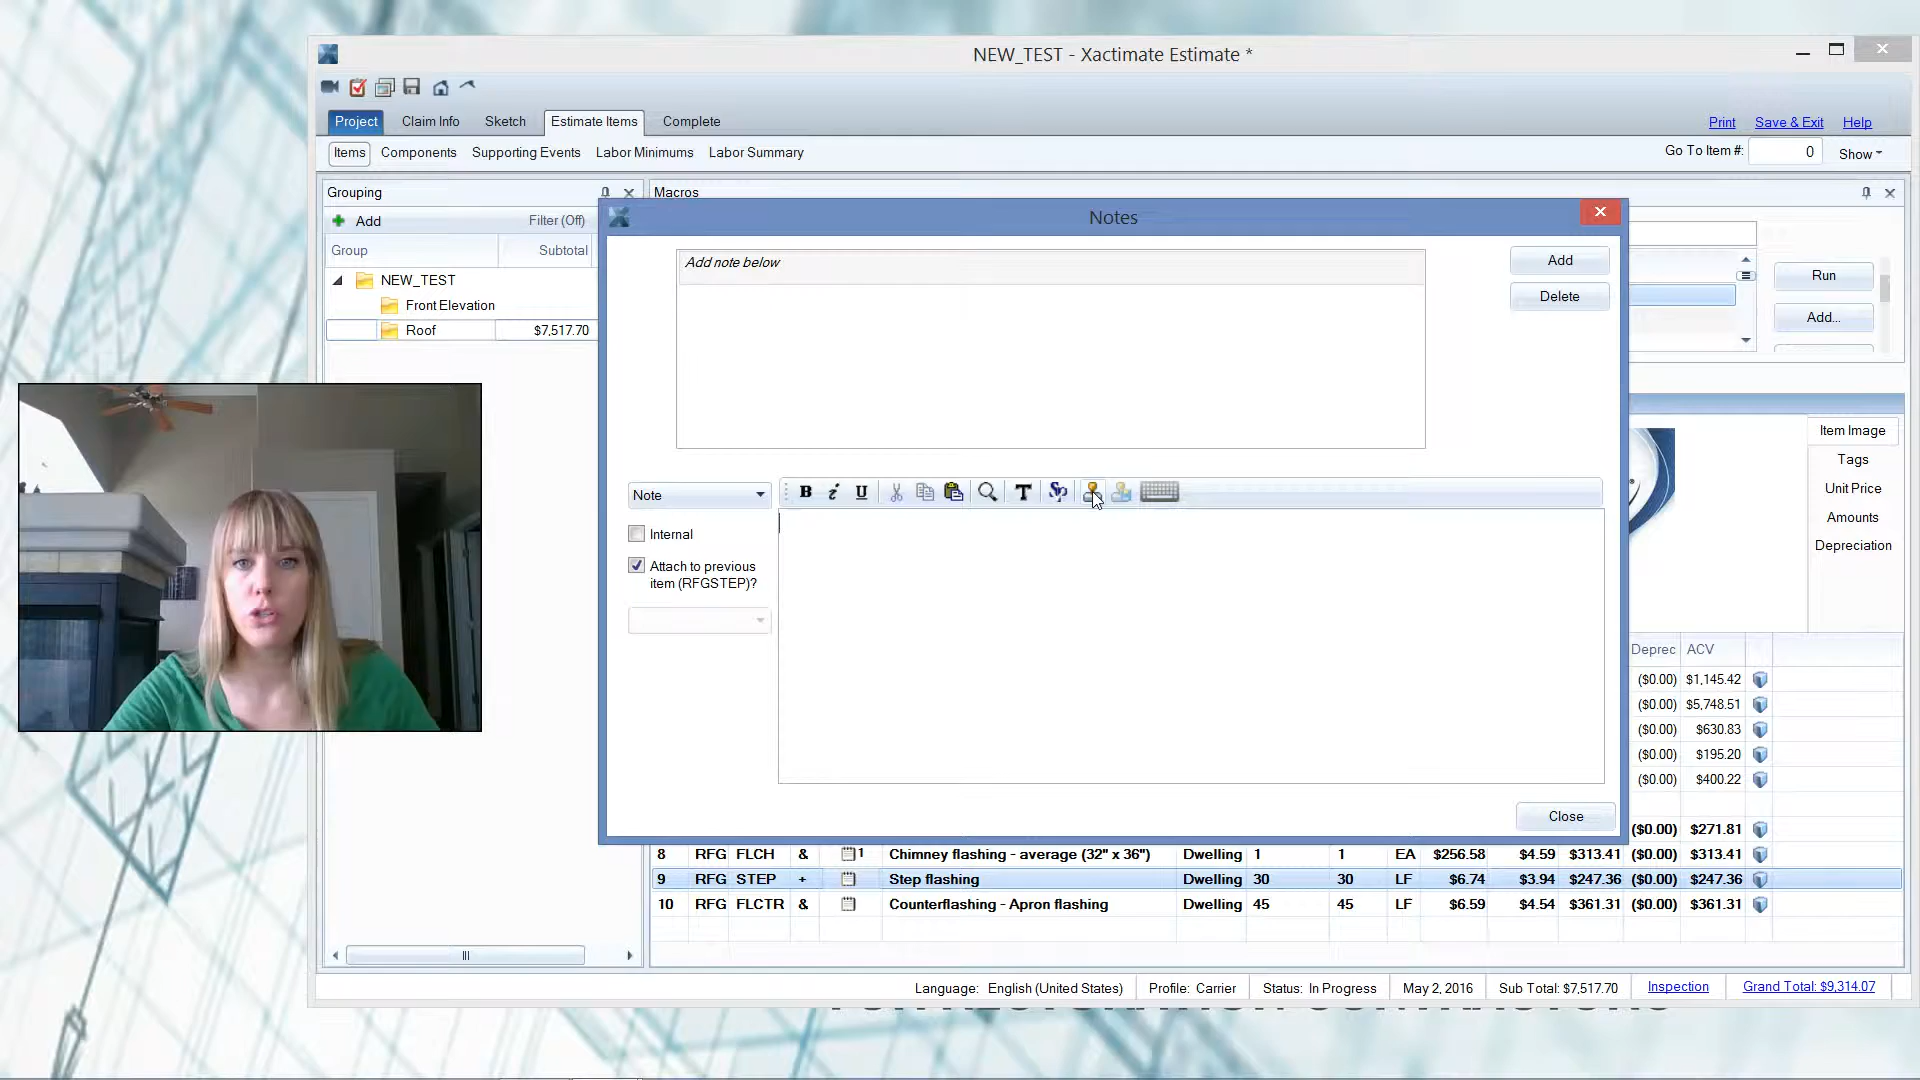 NEW_TEST - Xactimate Estimate *
Project Claim Info Sketch Estimate Items Complete
Print Save & Exit Help
Items Components Supporting Events Labor Minimums Labor Summary
Go To Item #: 0 Show
Grouping
Macros
Add Filter (Off)
Group Subtotal
NEW_TEST
Front Elevation
Roof $7,517.70
Notes
Add note below
Add
Delete
Run
Add...
Note
B i U T
Internal
Attach to previous
item (RFGSTEP)?
Close
Item Image
Tags
Unit Price
Amounts
Depreciation
Deprec ACV
($0.00) $1,145.42
($0.00) $5,748.51
($0.00) $630.83
($0.00) $195.20
($0.00) $400.22
($0.00) $271.81
8 RFG FLCH & 1 Chimney flashing - average (32" x 36") Dwelling 1 1 EA $256.58 $4.59 $313.41 ($0.00) $313.41
9 RFG STEP + Step flashing Dwelling 30 30 LF $6.74 $3.94 $247.36 ($0.00) $247.36
10 RFG FLCTR & Counterflashing - Apron flashing Dwelling 45 45 LF $6.59 $4.54 $361.31 ($0.00) $361.31
Language: English (United States) Profile: Carrier Status: In Progress May 2, 2016 Sub Total: $7,517.70 Inspection Grand Total: $9,314.07